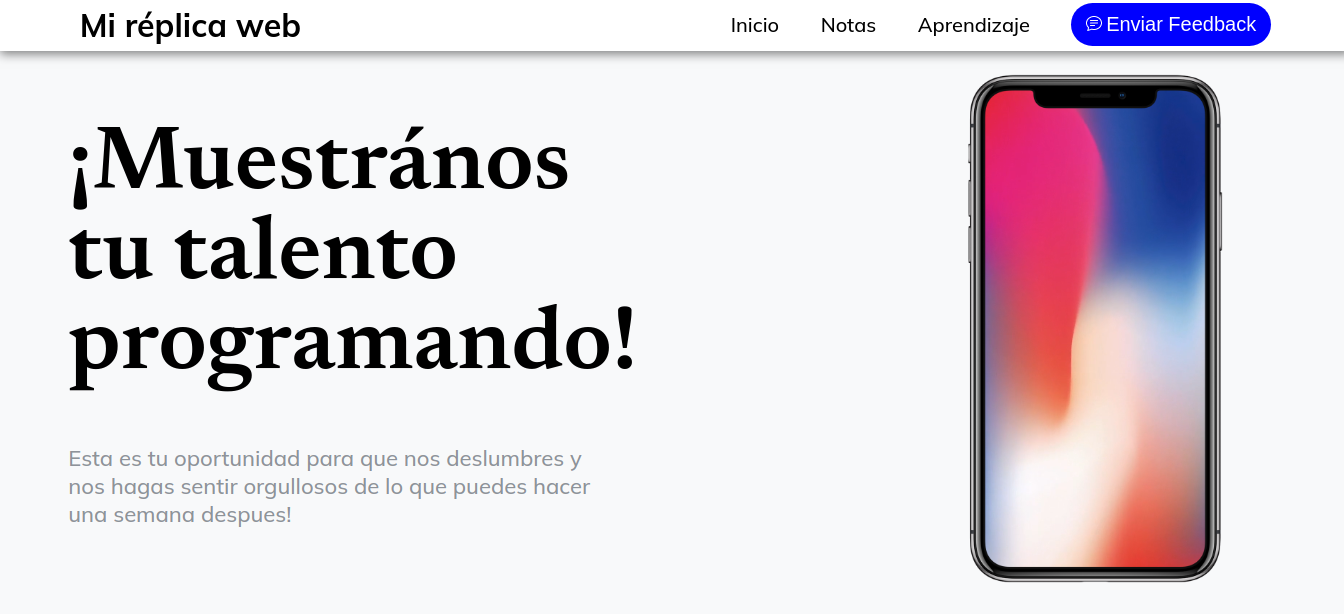 Mi réplica web
Inicio Notas Aprendizaje Enviar Feedback
¡Muestrános
tu talento
programando!
Esta es tu oportunidad para que nos deslumbres y
nos hagas sentir orgullosos de lo que puedes hacer
una semana despues!